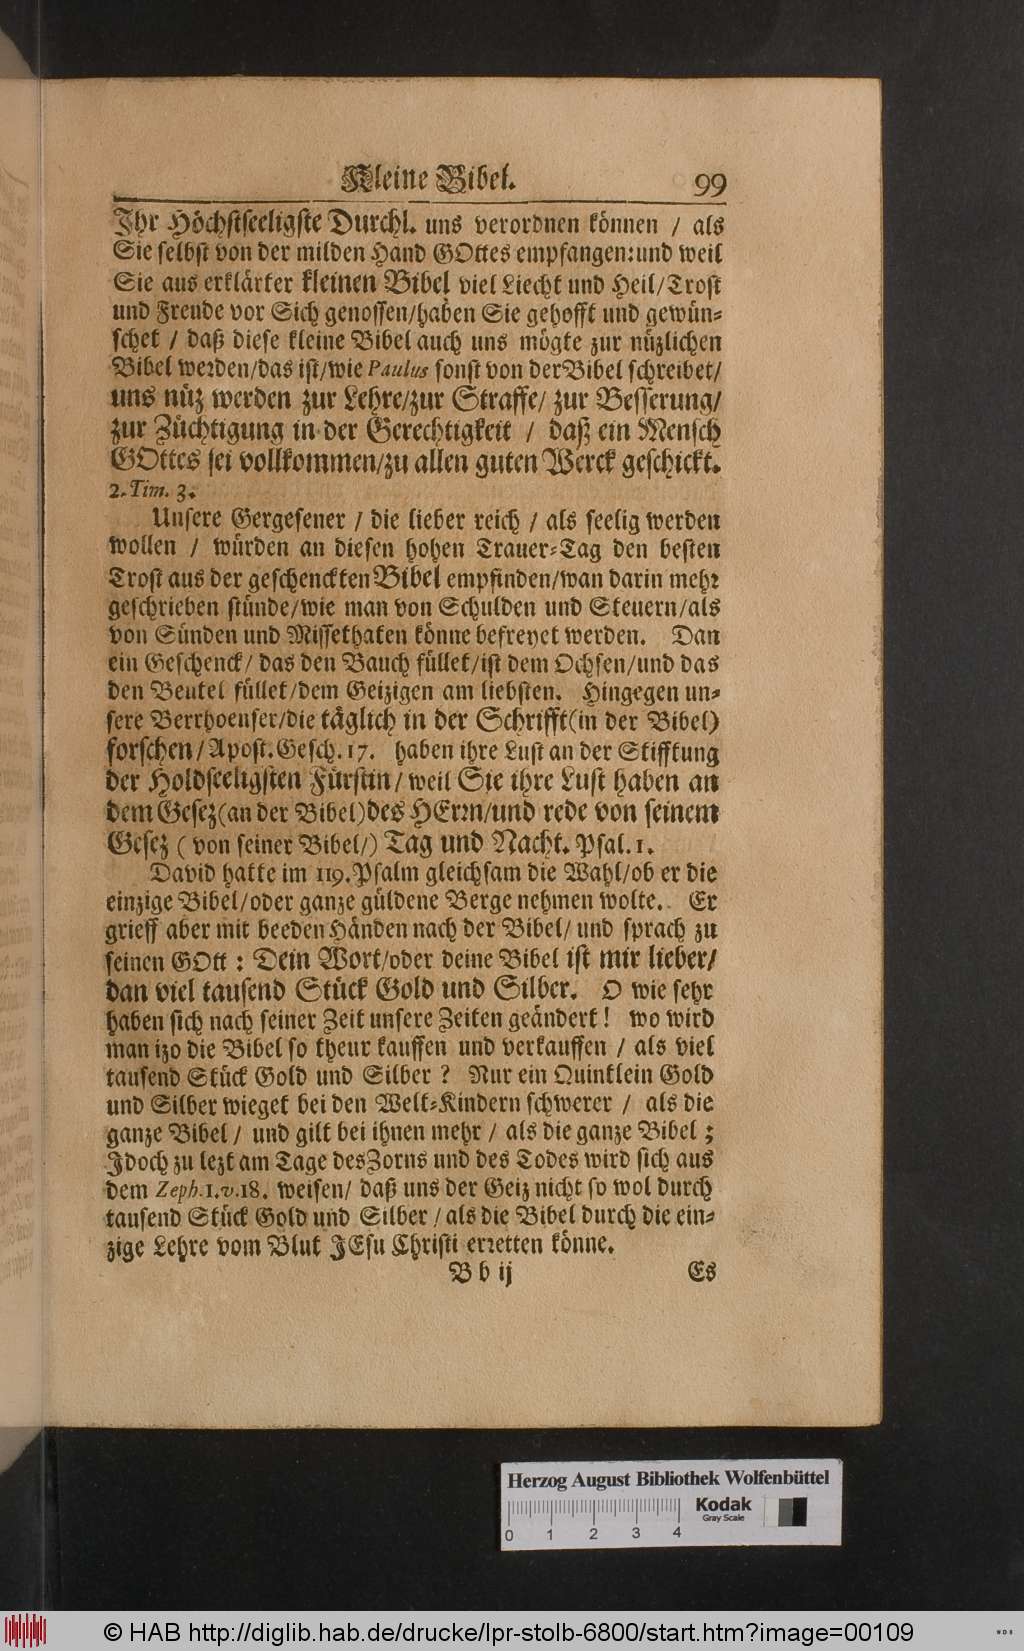 Kleine Bibel. 99
Ihr Höchstseeligste Durchl. uns verordnen können / als
Sie selbst von der milden Hand GOttes empfangen: und weil
Sie aus erklärter kleinen Bibel viel Liecht und Heil/Trost
und Freude vor Sich genossen/haben Sie gehofft und gewün-
schet / daß diese kleine Bibel auch uns mögte zur nüzlichen
Bibel werden/das ist/wie Paulus sonst von der Bibel schreibet/
uns nüz werden zur Lehre/zur Straffe/ zur Besserung/
zur Züchtigung in der Gerechtigkeit / daß ein Mensch
GOttes sei vollkommen/zu allen guten Werck geschickt.
2. Tim. 3.
Unsere Gergesener / die lieber reich / als seelig werden
wollen / würden an diesen hohen Trauer-Tag den besten
Trost aus der geschenckten Bibel empfinden/wan darin mehr
geschrieben stünde/wie man von Schulden und Steuern/als
von Sünden und Missethaten könne befreyet werden. Dan
ein Geschenck/ das den Bauch füllet/ist dem Ochsen/und das
den Beutel füllet/dem Geizigen am liebsten. Hingegen un-
sere Berrhoenser/die täglich in der Schrifft(in der Bibel)
forschen/Apost.Gesch.17. haben ihre Lust an der Stifftung
der Holdseeligsten Fürstin/ weil Sie ihre Lust haben an
dem Gesez(an der Bibel)des HErrn/und rede von seinem
Gesez ( von seiner Bibel/) Tag und Nacht. Psal.1.
David hatte im 119.Psalm gleichsam die Wahl/ob er die
einzige Bibel/oder ganze güldene Berge nehmen wolte. Er
grieff aber mit beeden Händen nach der Bibel/ und sprach zu
seinen GOtt : Dein Wort/oder deine Bibel ist mir lieber/
dan viel tausend Stück Gold und Silber. O wie sehr
haben sich nach seiner Zeit unsere Zeiten geändert! wo wird
man izo die Bibel so theur kauffen und verkauffen / als viel
tausend Stück Gold und Silber ? Nur ein Quintlein Gold
und Silber wieget bei den Welt-Kindern schwerer / als die
ganze Bibel/ und gilt bei ihnen mehr / als die ganze Bibel ;
Jdoch zu lezt am Tage des Zorns und des Todes wird sich aus
dem Zeph.1.v.18. weisen/ daß uns der Geiz nicht so wol durch
tausend Stück Gold und Silber / als die Bibel durch die ein-
zige Lehre vom Blut JEsu Christi erretten könne.
B b ij Es
Herzog August Bibliothek Wolfenbüttel
Kodak
Gray Scale
0 1 2 3 4
© HAB http://diglib.hab.de/drucke/lpr-stolb-6800/start.htm?image=00109